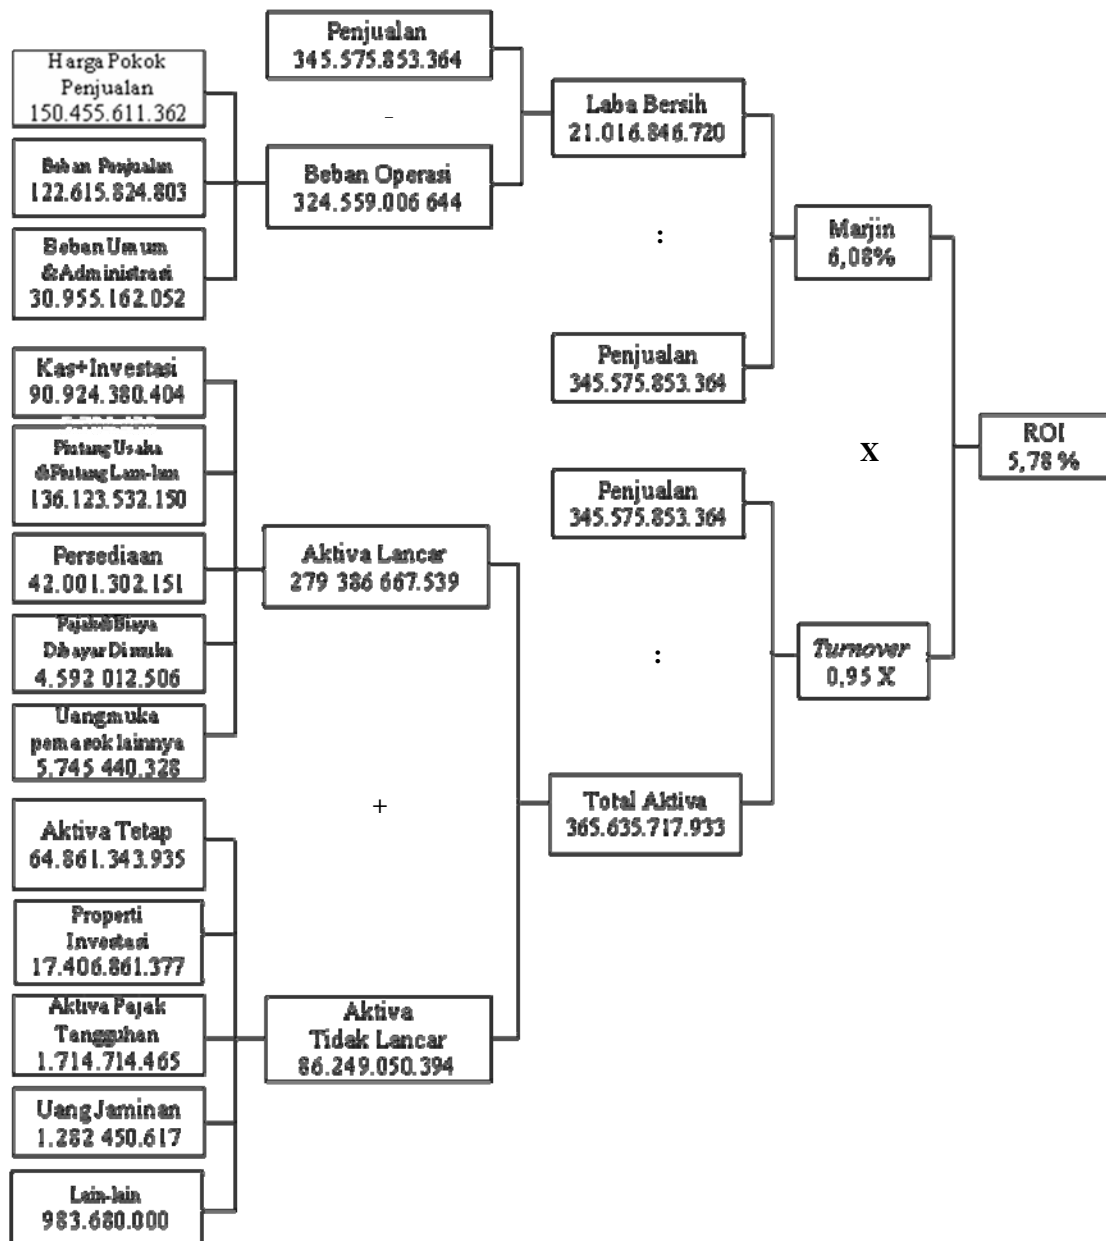 Penjualan
345.575.853.364
Harga Pokok
Penjualan
150.455.611.362
-
Laba Bersih
21.016.846.720
Beban Penjualan
122.615.824.803
Beban Operasi
324.559.006 644
Beban Umum
&Administrasi
30.955.162.052
:
Marjin
6,08%
Penjualan
345.575.853.364
Kas+Investasi
90.924.380.404
Piutang Usaha
&Piutang Lain-lain
136.123.532.150
X
ROI
5,78 %
Penjualan
345.575.853.364
Persediaan
42.001.302.151
Aktiva Lancar
279 386 667.539
Pajak&Biaya
Dibayar Dimuka
4.592 012.506
:
Turnover
0,95 X
Uangmuka
pemasok lainnya
5.745 440.328
+
Total Aktiva
365.635.717.933
Aktiva Tetap
64.861.343.935
Properti
Investasi
17.406.861.377
Aktiva Pajak
Tangguhan
1.714.714.465
Aktiva
Tidak Lancar
86.249.050.394
Uang Jaminan
1.282 450.617
Lain-lain
983.680.000